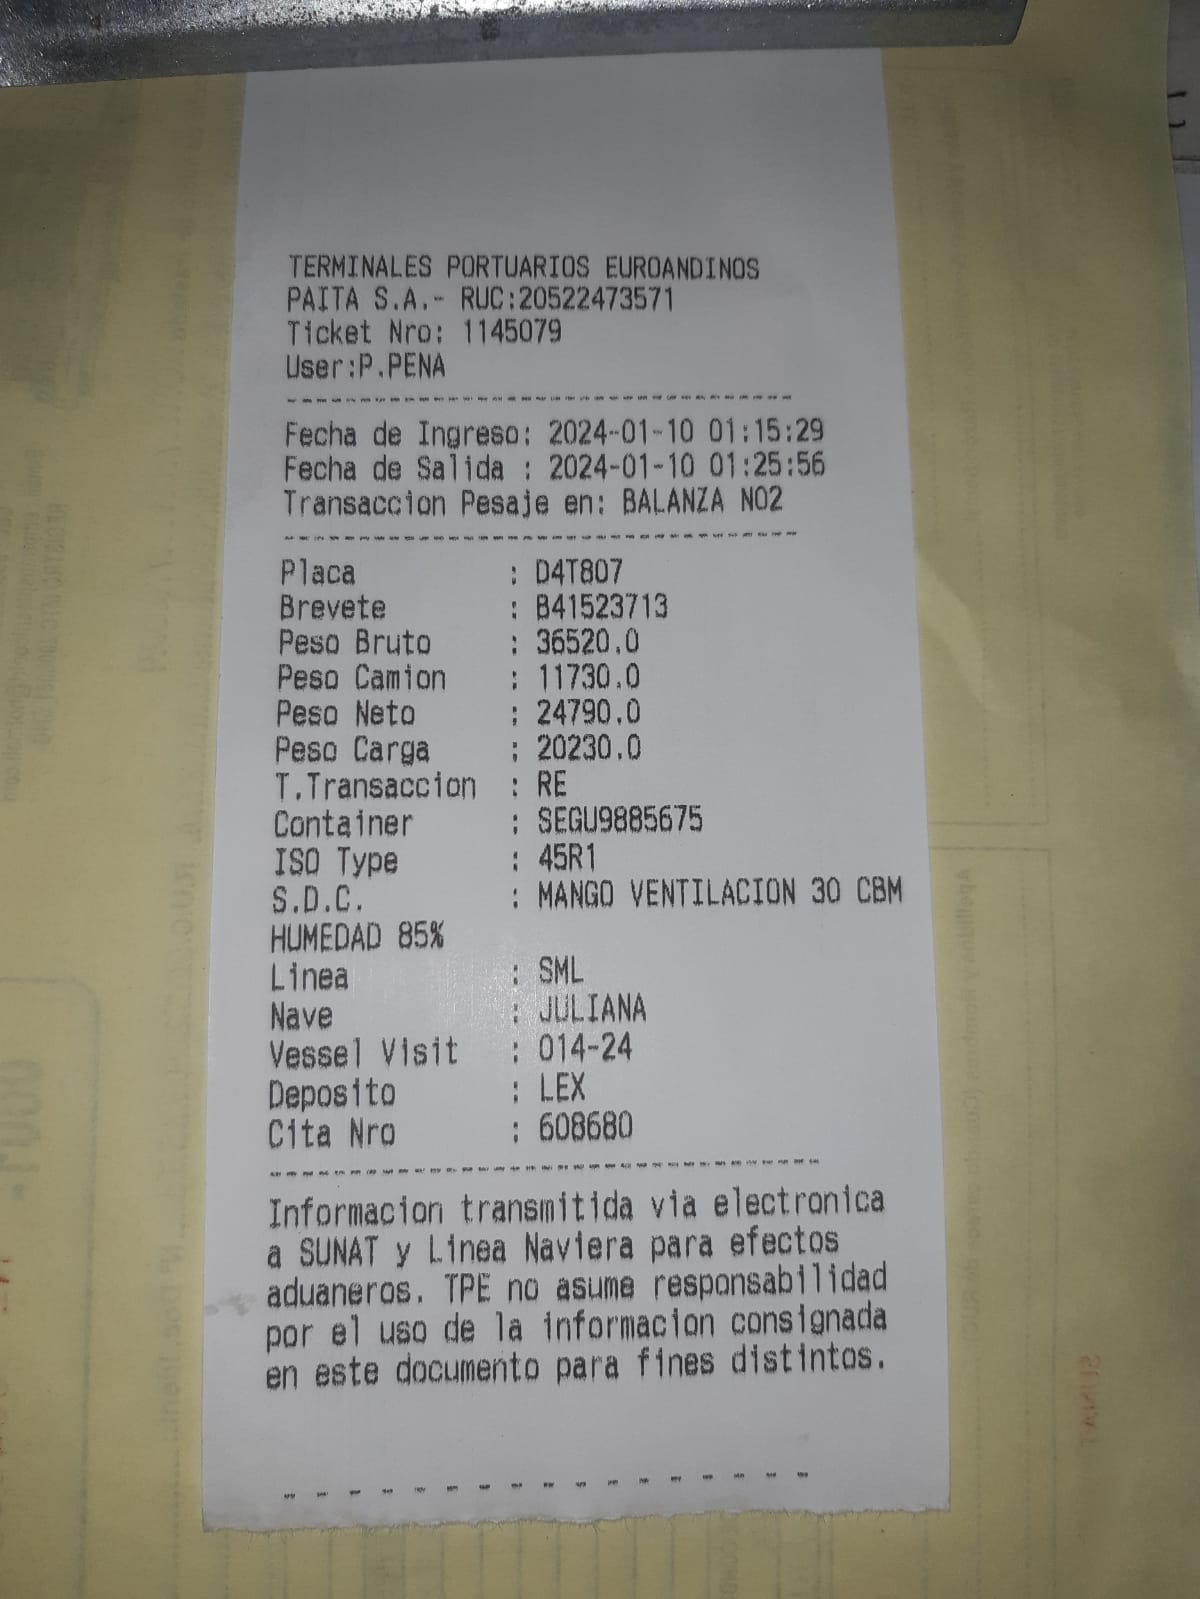 TERMINALES PORTUARIOS EUROANDINOS
PAITA S.A.- RUC:20522473571
Ticket Nro: 1145079
User:P.PENA
Fecha de Ingreso: 2024-01-10 01:15:29
Fecha de Salida : 2024-01-10 01:25:56
Transaccion Pesaje en: BALANZA NO2
Placa : D4T807
Brevete : B41523713
Peso Bruto : 36520.0
Peso Camion : 11730.0
Peso Neto : 24790.0
Peso Carga : 20230.0
T.Transaccion : RE
Container : SEGU9885675
ISO Type : 45R1
S.D.C. : MANGO VENTILACION 30 CBM
HUMEDAD 85%
Linea : SML
Nave : JULIANA
Vessel Visit : 014-24
Deposito : LEX
Cita Nro : 608680
Informacion transmitida via electronica
a SUNAT y Linea Naviera para efectos
aduaneros. TPE no asume responsabilidad
por el uso de la informacion consignada
en este documento para fines distintos.